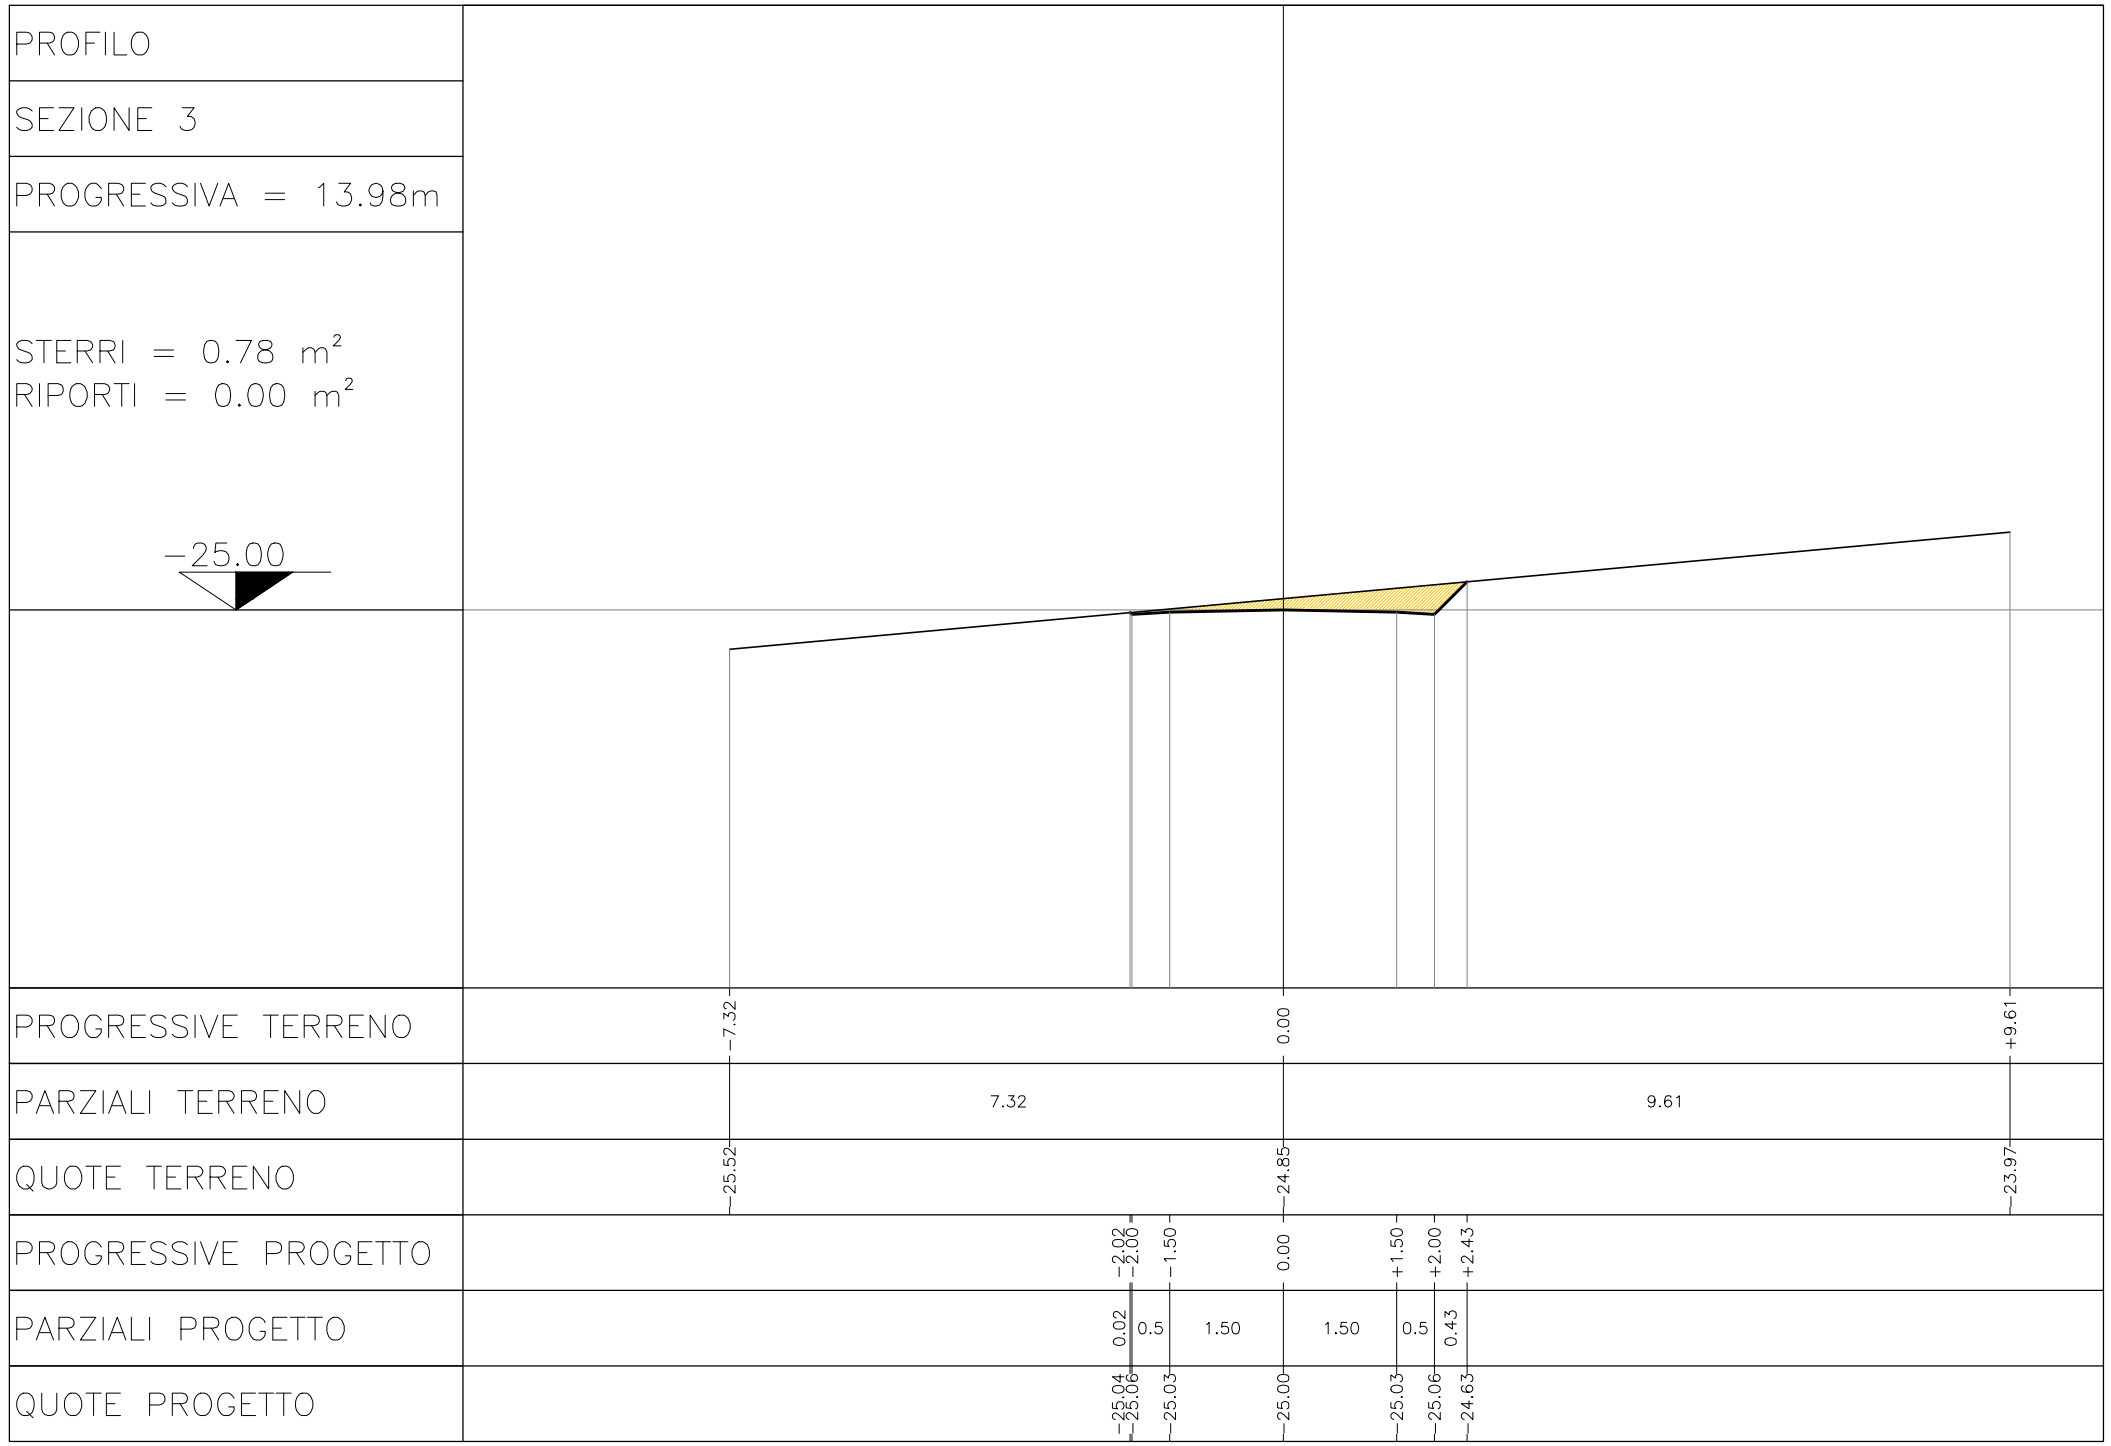 PROFILO
SEZIONE 3
PROGRESSIVA = 13.98m
STERRI = 0.78 m²
RIPORTI = 0.00 m²
-25.00
PROGRESSIVE TERRENO -7.32 0.00 +9.61
PARZIALI TERRENO 7.32 9.61
QUOTE TERRENO -25.52 -24.85 -23.97
PROGRESSIVE PROGETTO -2.02 -2.00 -1.50 0.00 +1.50 +2.00 +2.43
PARZIALI PROGETTO 0.02 0.5 1.50 1.50 0.5 0.43
QUOTE PROGETTO -25.04 -25.06 -25.03 -25.00 -25.03 -25.06 -24.63